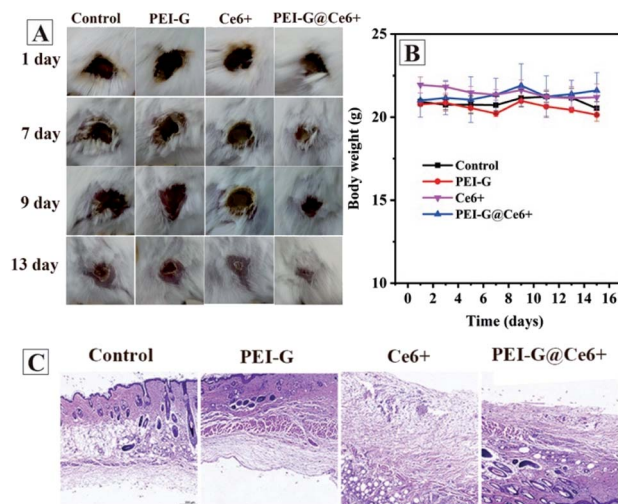 A
Control PEI-G Ce6+ PEI-G@Ce6+
1 day
7 day
9 day
13 day
B
25
20
15
10
Body weight (g)
Control
PEI-G
Ce6+
PEI-G@Ce6+
0 2 4 6 8 10 12 14 16
Time (days)
C
Control PEI-G Ce6+ PEI-G@Ce6+